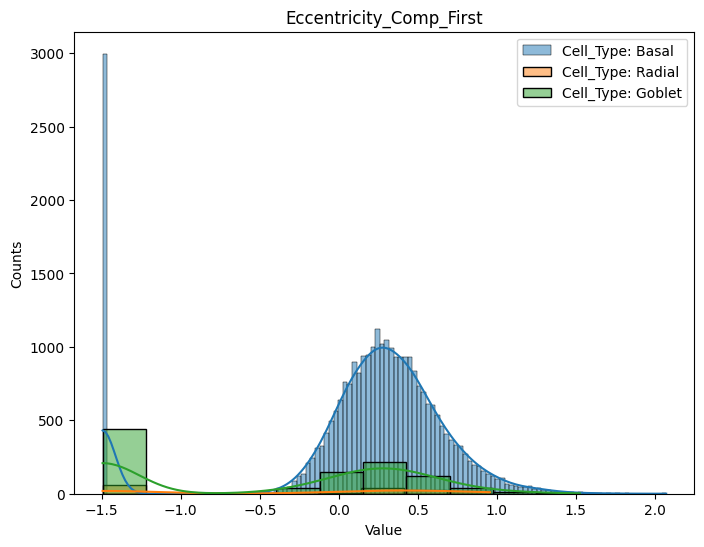 Eccentricity_Comp_First
Cell_Type: Basal
Cell_Type: Radial
Cell_Type: Goblet
Counts
3000
2500
2000
1500
1000
500
0
−1.5 −1.0 −0.5 0.0 0.5 1.0 1.5 2.0
Value